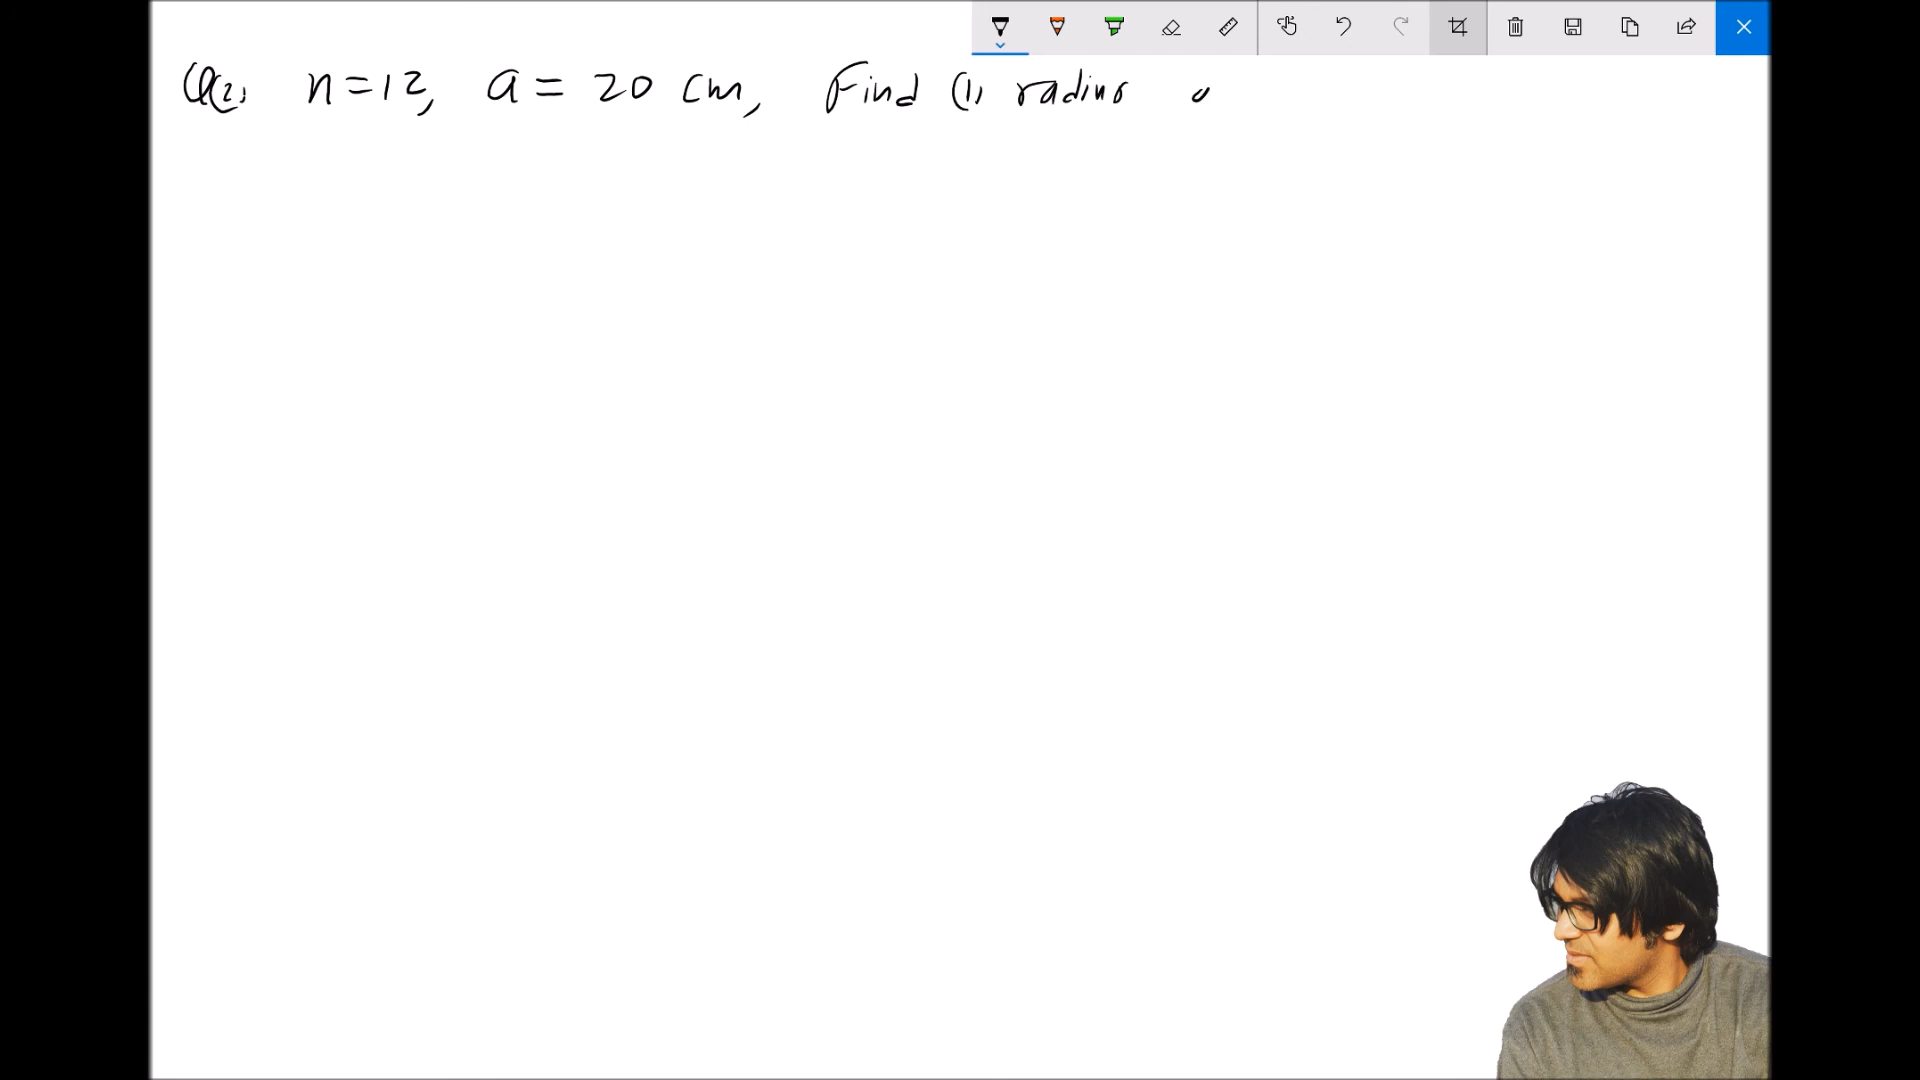 Q2, n=12, a = 20 cm, Find (1) radius o